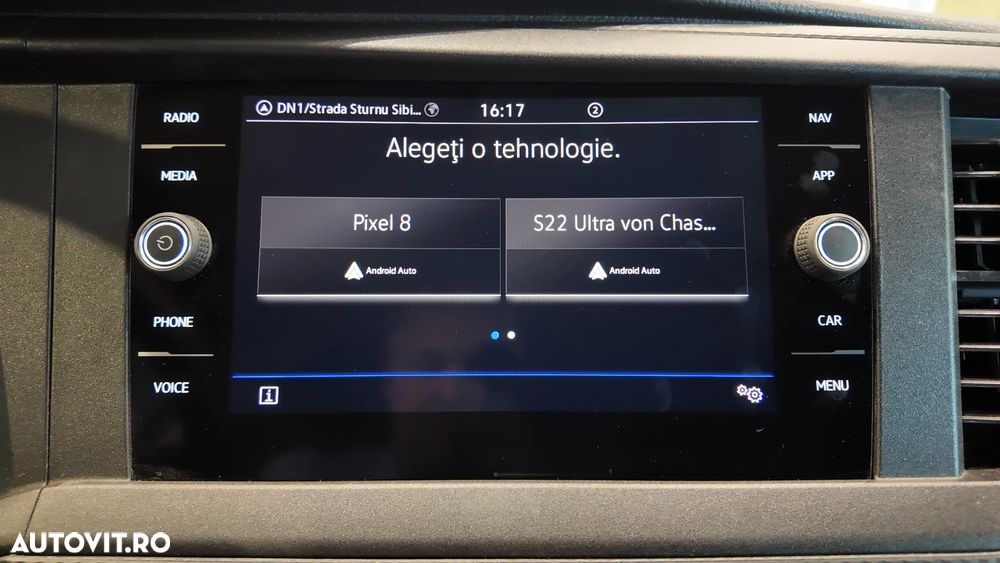 RADIO
MEDIA
PHONE
VOICE
DN1/Strada Sturnu Sibi... 16:17 2
Alegeţi o tehnologie.
Pixel 8
Android Auto
S22 Ultra von Chas...
Android Auto
i
NAV
APP
CAR
MENU
AUTOVIT.RO